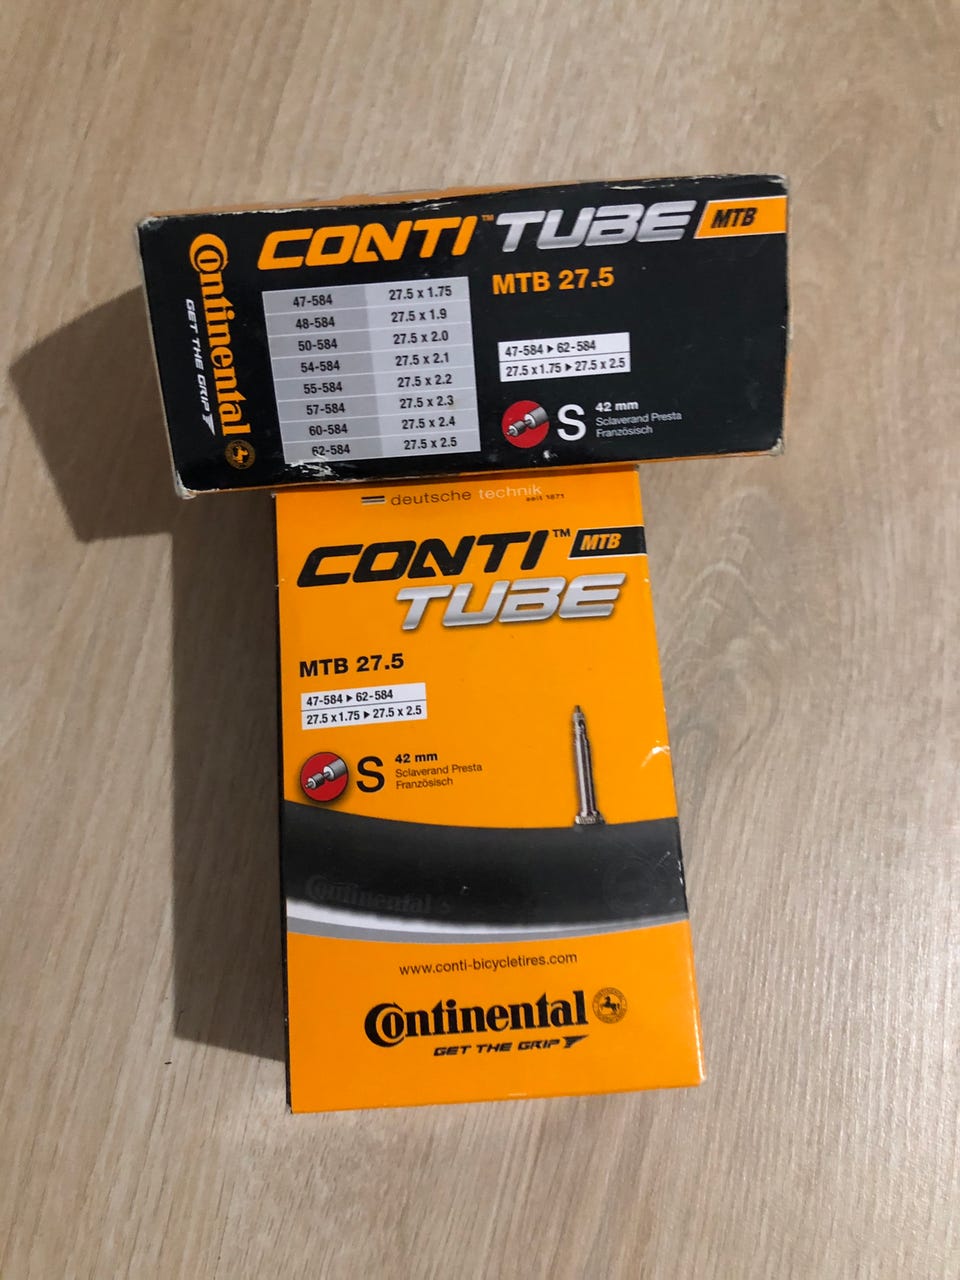 CONTI™ TUBE MTB
MTB 27.5
Continental
GET THE GRIP
47-584 27.5 x 1.75
48-584 27.5 x 1.9
50-584 27.5 x 2.0
54-584 27.5 x 2.1
55-584 27.5 x 2.2
57-584 27.5 x 2.3
60-584 27.5 x 2.4
62-584 27.5 x 2.5
47-584 ▶ 62-584
27.5 x 1.75 ▶ 27.5 x 2.5
S
42 mm
Sclaverand Presta
Französisch
deutsche technik
seit 1871
CONTI™ MTB
TUBE
MTB 27.5
47-584 ▶ 62-584
27.5 x 1.75 ▶ 27.5 x 2.5
S
42 mm
Sclaverand Presta
Französisch
Continental
www.conti-bicycletires.com
Continental
GET THE GRIP